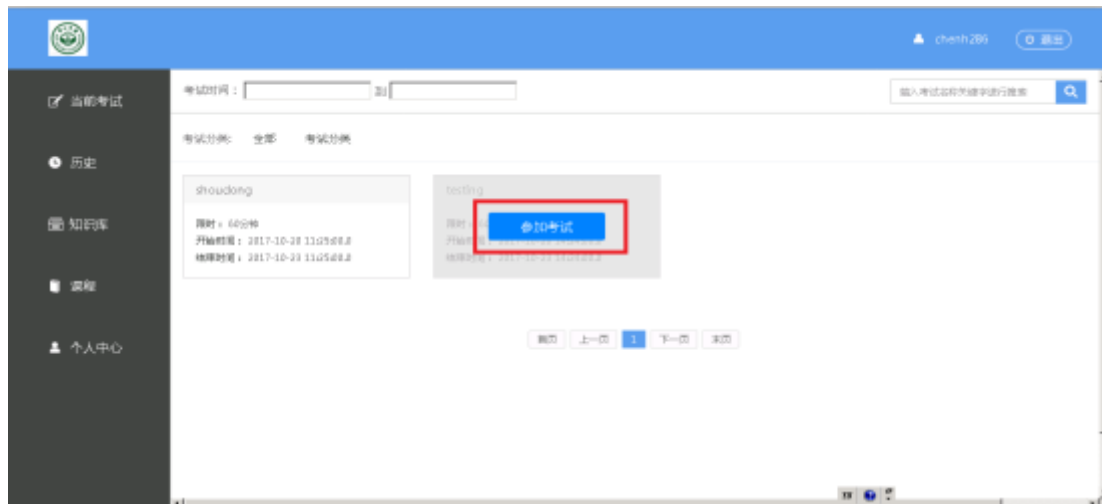 chenh286 退出
当前考试
历史
知识库
课程
个人中心
考试时间： 到
输入考试名称关键字进行搜索
考试分类: 全部 考试分类
shoudong
限时：60分钟
开始时间：2017-10-20 11:25:00.0
结束时间：2017-10-23 11:25:00.0
testing
参加考试
首页 上一页 1 下一页 末页